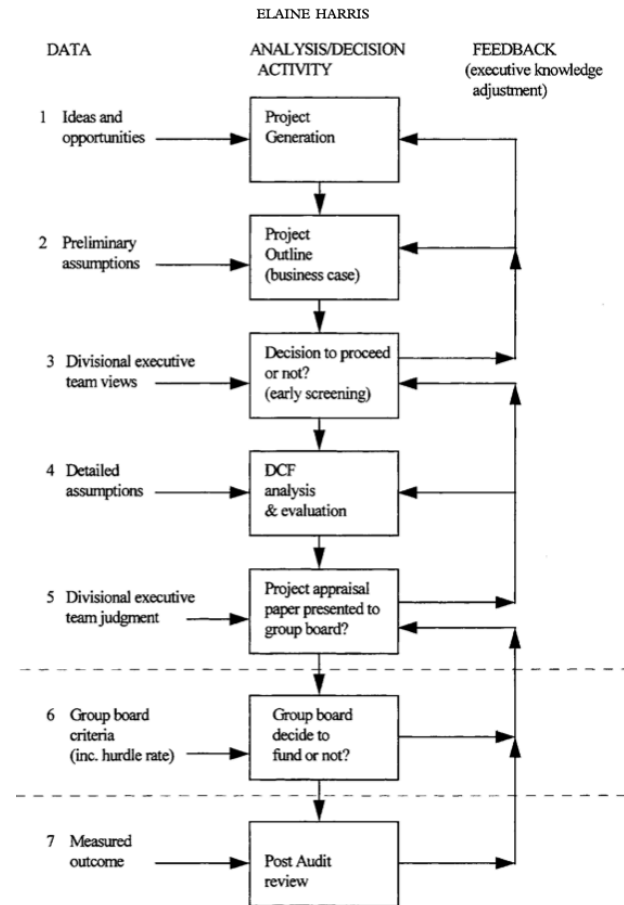 ELAINE HARRIS
DATA
ANALYSIS/DECISION
ACTIVITY
FEEDBACK
(executive knowledge
adjustment)
1 Ideas and
opportunities
Project
Generation
2 Preliminary
assumptions
Project
Outline
(business case)
3 Divisional executive
team views
Decision to proceed
or not?
(early screening)
4 Detailed
assumptions
DCF
analysis
& evaluation
5 Divisional executive
team judgment
Project appraisal
paper presented to
group board?
6 Group board
criteria
(inc. hurdle rate)
Group board
decide to
fund or not?
7 Measured
outcome
Post Audit
review